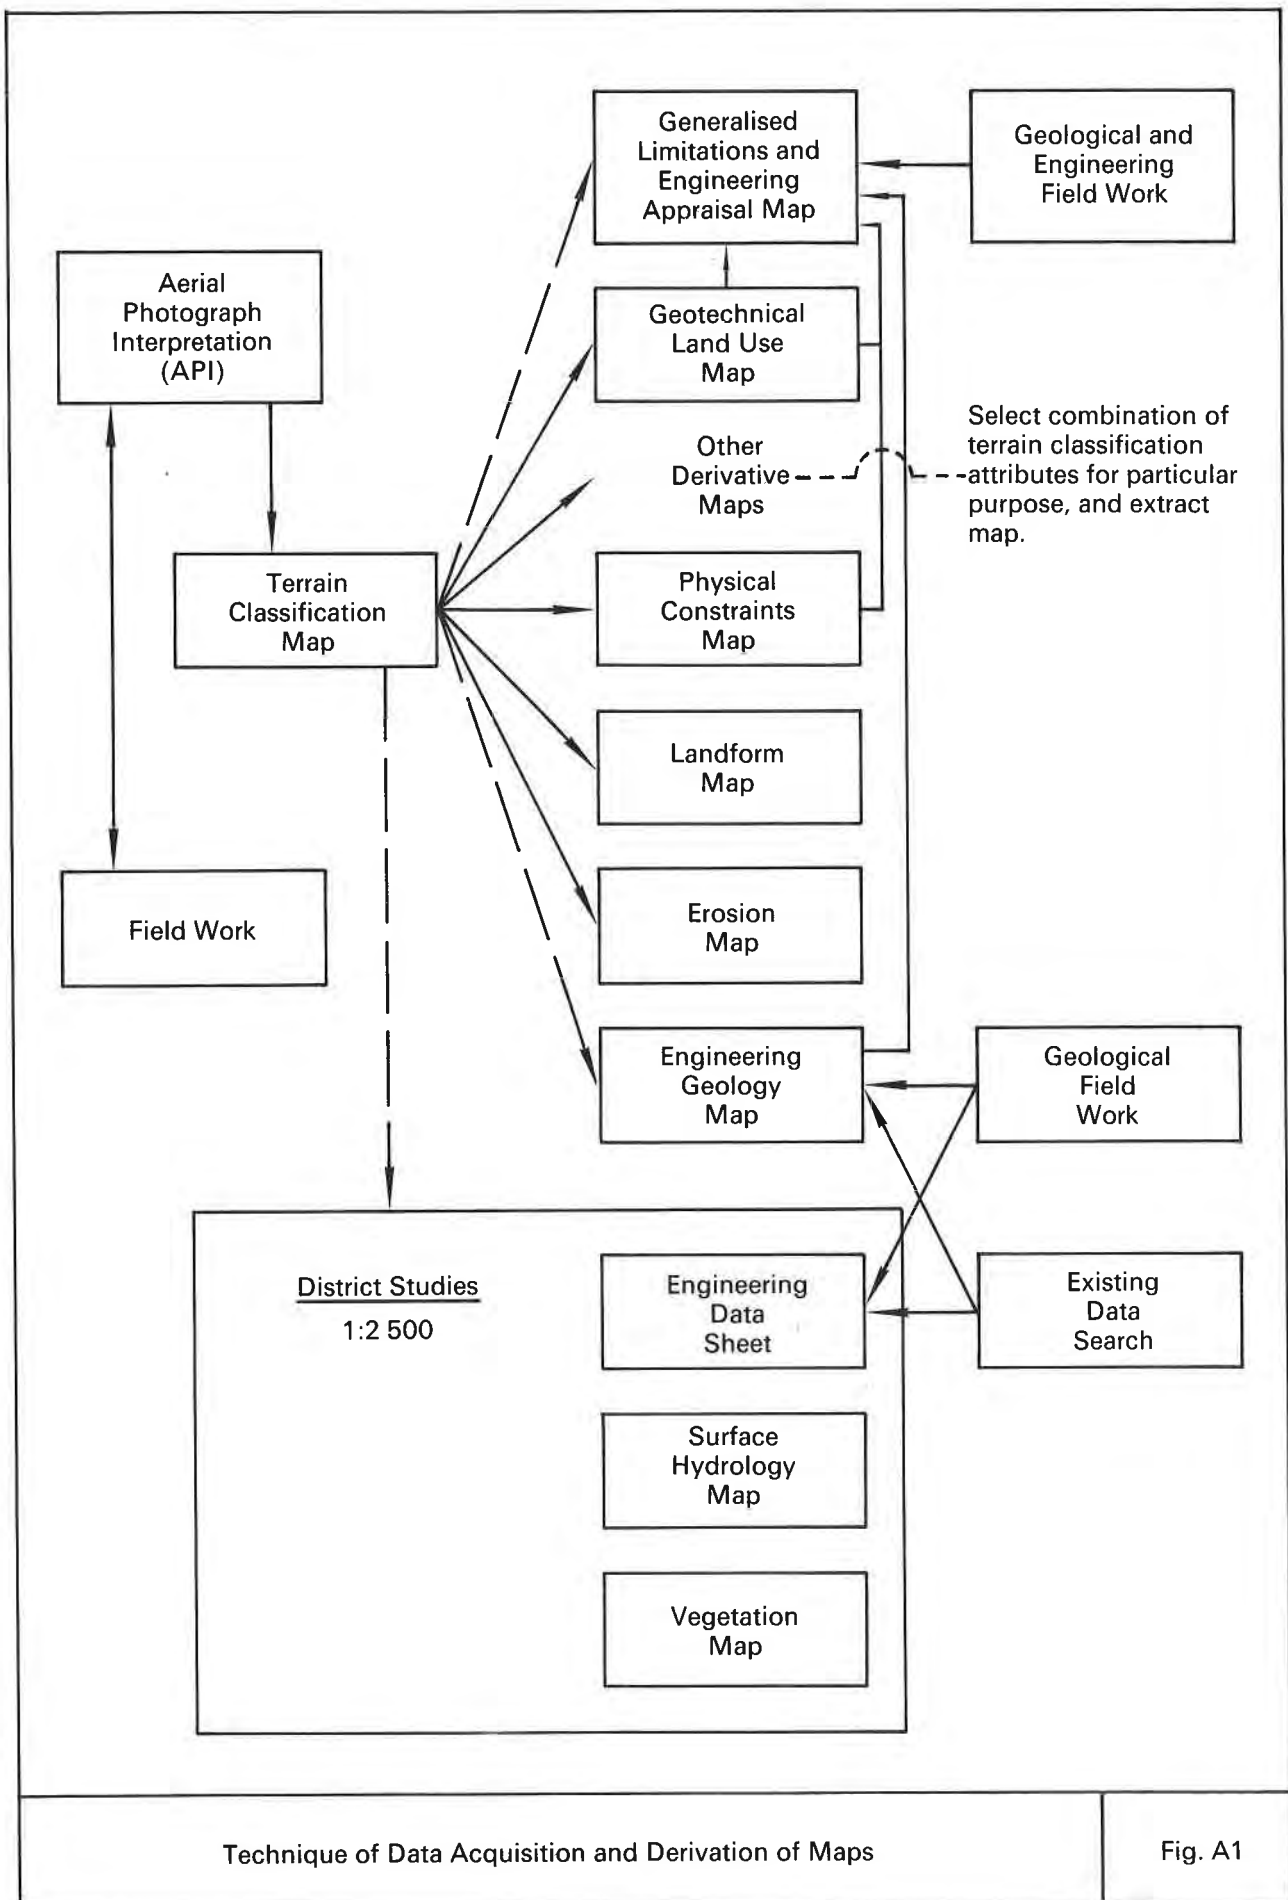 Generalised
Limitations and
Engineering
Appraisal Map
Geological and
Engineering
Field Work
Aerial
Photograph
Interpretation
(API)
Geotechnical
Land Use
Map
Other
Derivative
Maps
Select combination of
terrain classification
attributes for particular
purpose, and extract
map.
Terrain
Classification
Map
Physical
Constraints
Map
Landform
Map
Field Work
Erosion
Map
Engineering
Geology
Map
Geological
Field
Work
District Studies
1:2 500
Engineering
Data
Sheet
Existing
Data
Search
Surface
Hydrology
Map
Vegetation
Map
Technique of Data Acquisition and Derivation of Maps
Fig. A1